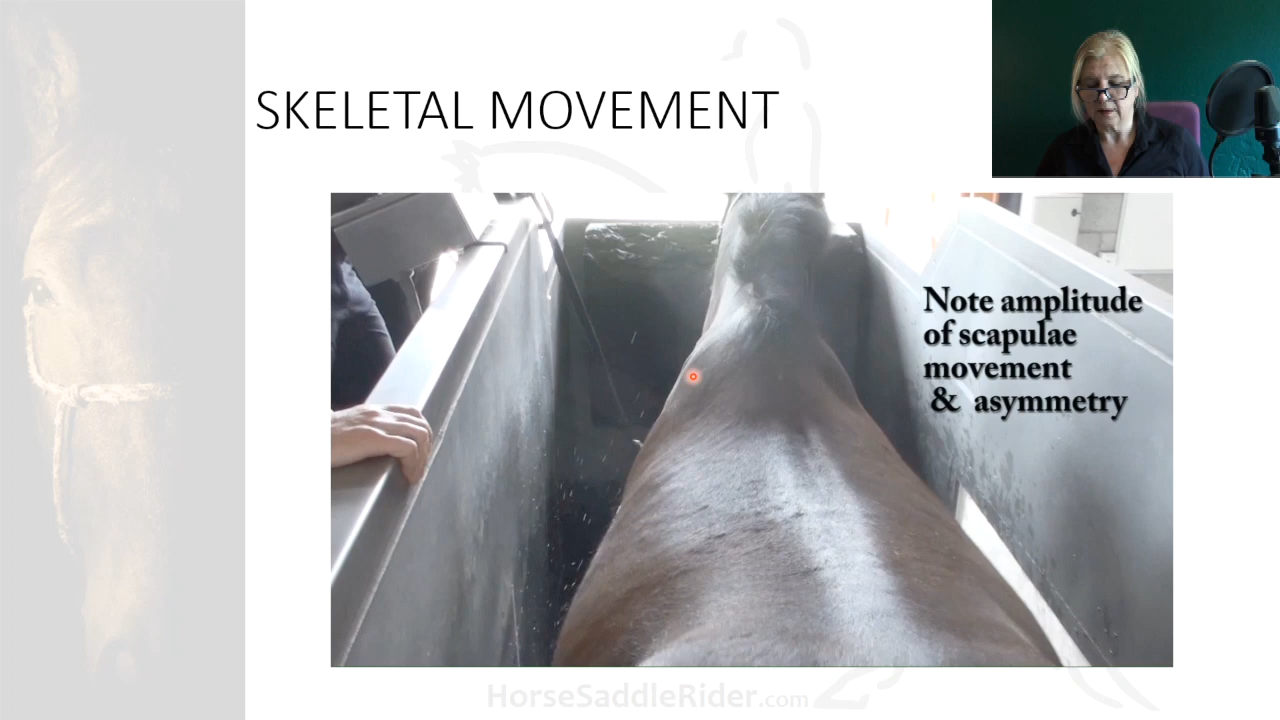 SKELETAL MOVEMENT
Note amplitude
of scapulae
movement
& asymmetry
HorseSaddleRider.com